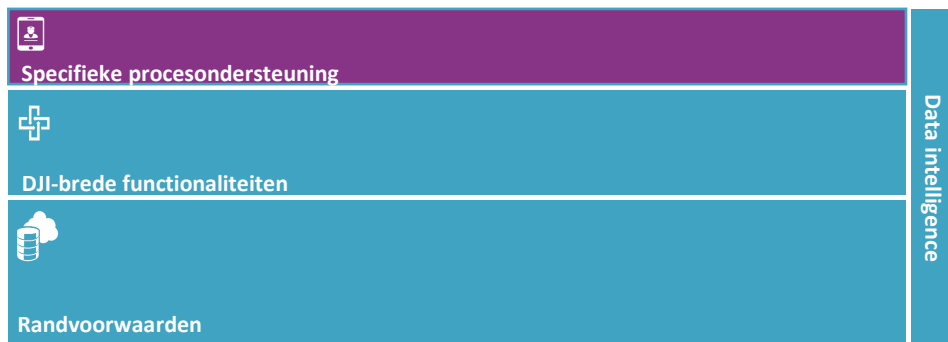 Specifieke procesondersteuning
DJI-brede functionaliteiten
Randvoorwaarden
Data intelligence